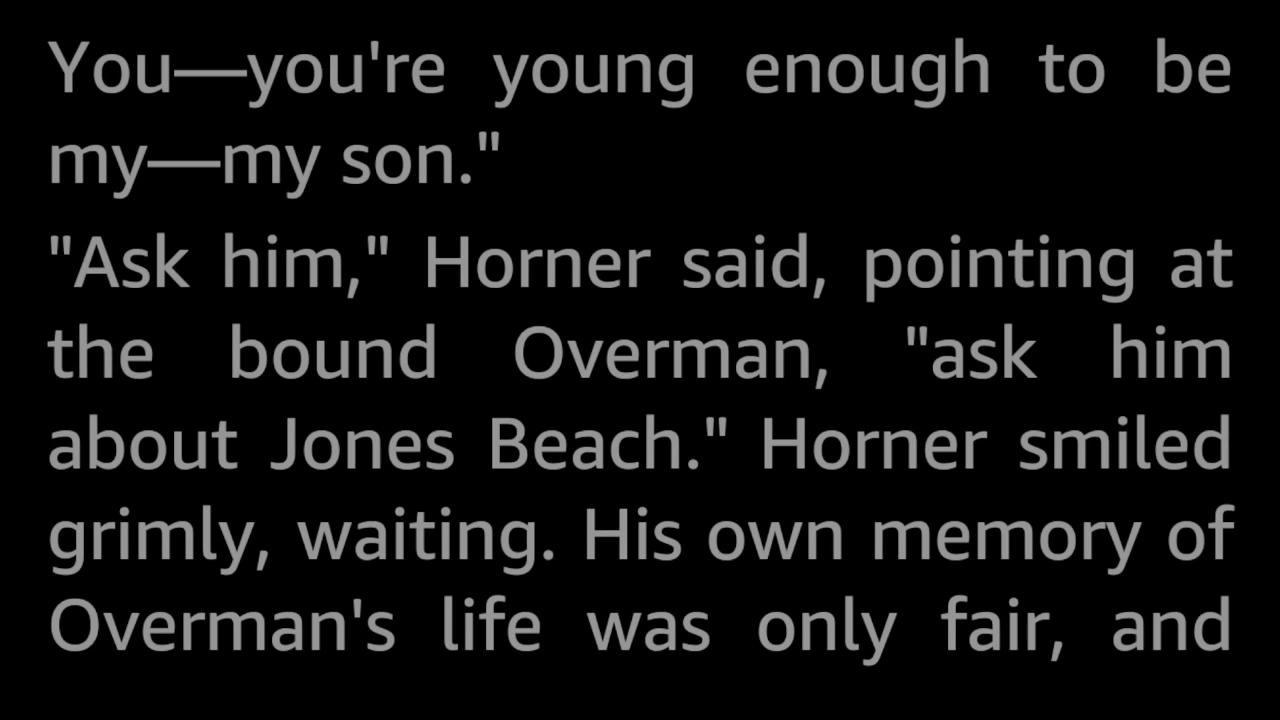 You—you're young enough to be
my—my son."
"Ask him," Horner said, pointing at
the bound Overman, "ask him
about Jones Beach." Horner smiled
grimly, waiting. His own memory of
Overman's life was only fair, and